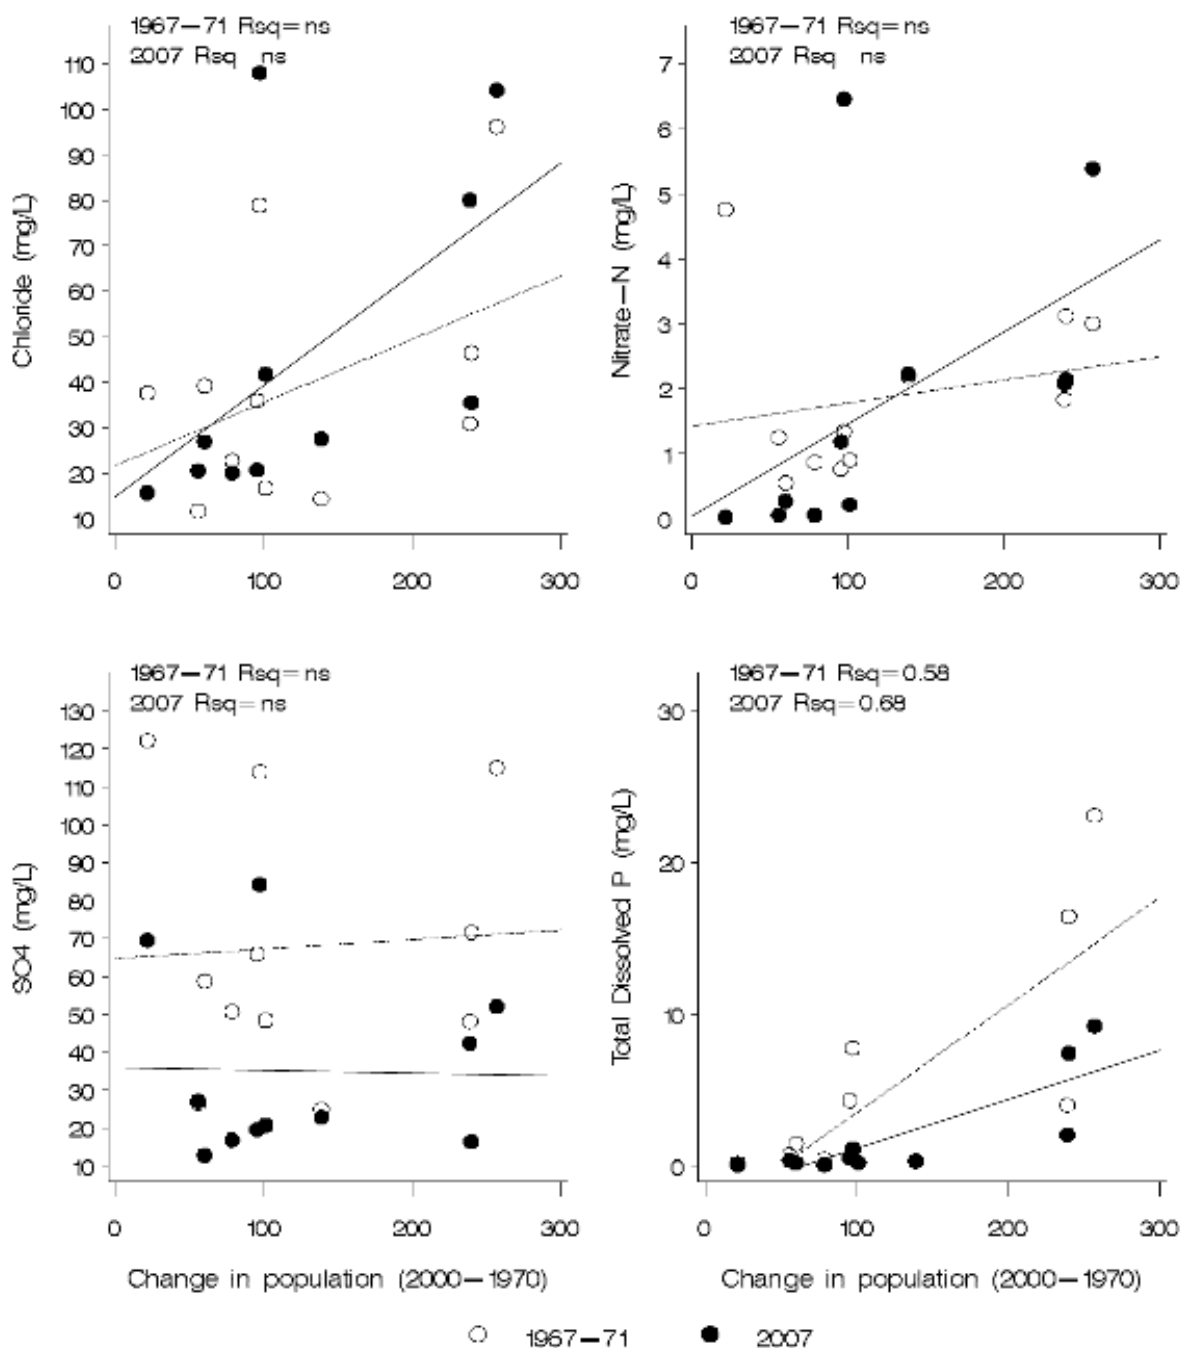 1967–71 Rsq=ns
2007 Rsq ns
110
100
90
80
70
60
50
40
30
20
10
Chloride (mg/L)
0 100 200 300
1967–71 Rsq=ns
2007 Rsq ns
7
6
5
4
3
2
1
0
Nitrate–N (mg/L)
0 100 200 300
1967–71 Rsq=ns
2007 Rsq=ns
130
120
110
100
90
80
70
60
50
40
30
20
10
SO4 (mg/L)
0 100 200 300
Change in population (2000–1970)
1967–71 Rsq=0.58
2007 Rsq=0.68
30
20
10
0
Total Dissolved P (mg/L)
0 100 200 300
Change in population (2000–1970)
1967–71 2007